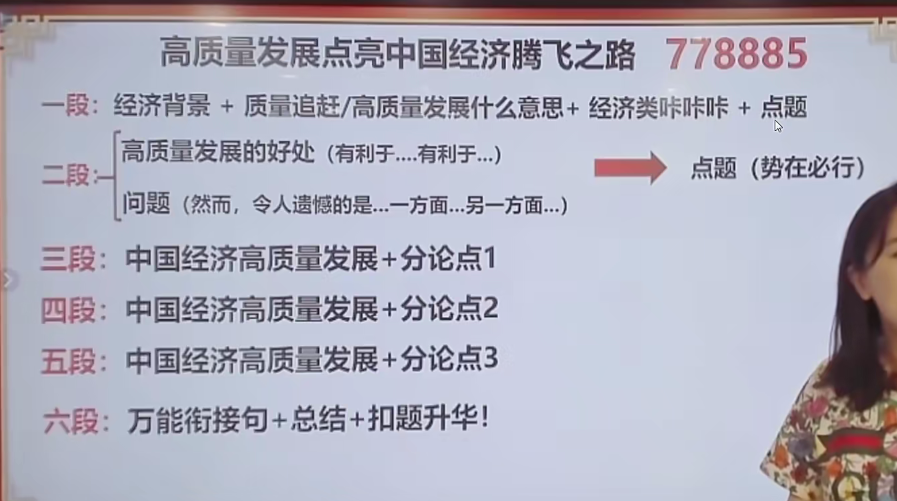 高质量发展点亮中国经济腾飞之路 778885
一段：经济背景 + 质量追赶/高质量发展什么意思+ 经济类咔咔咔 + 点题
二段：
高质量发展的好处（有利于....有利于...）
问题（然而，令人遗憾的是...一方面...另一方面...）
点题（势在必行）
三段：中国经济高质量发展+分论点1
四段：中国经济高质量发展+分论点2
五段：中国经济高质量发展+分论点3
六段：万能衔接句+总结+扣题升华！